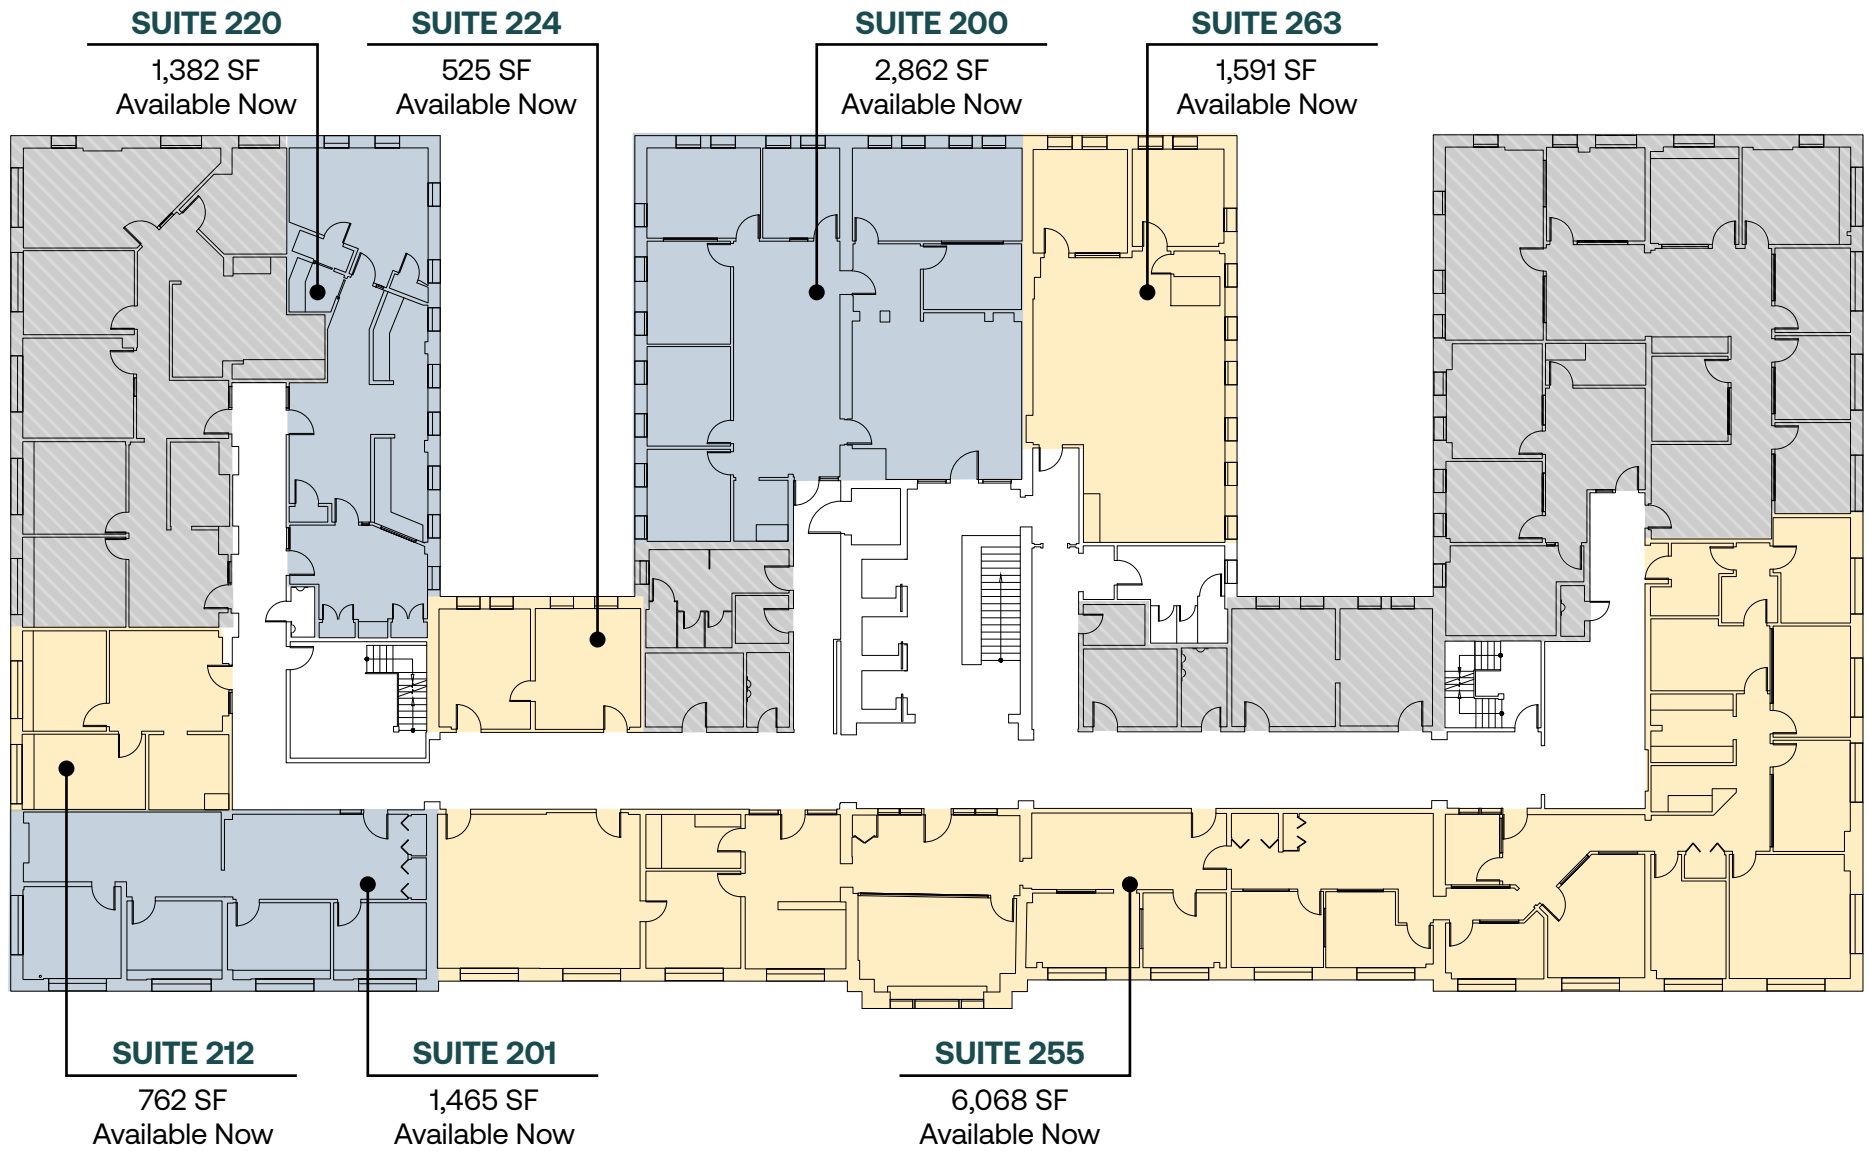 SUITE 220
1,382 SF
Available Now
SUITE 224
525 SF
Available Now
SUITE 200
2,862 SF
Available Now
SUITE 263
1,591 SF
Available Now
SUITE 212
762 SF
Available Now
SUITE 201
1,465 SF
Available Now
SUITE 255
6,068 SF
Available Now